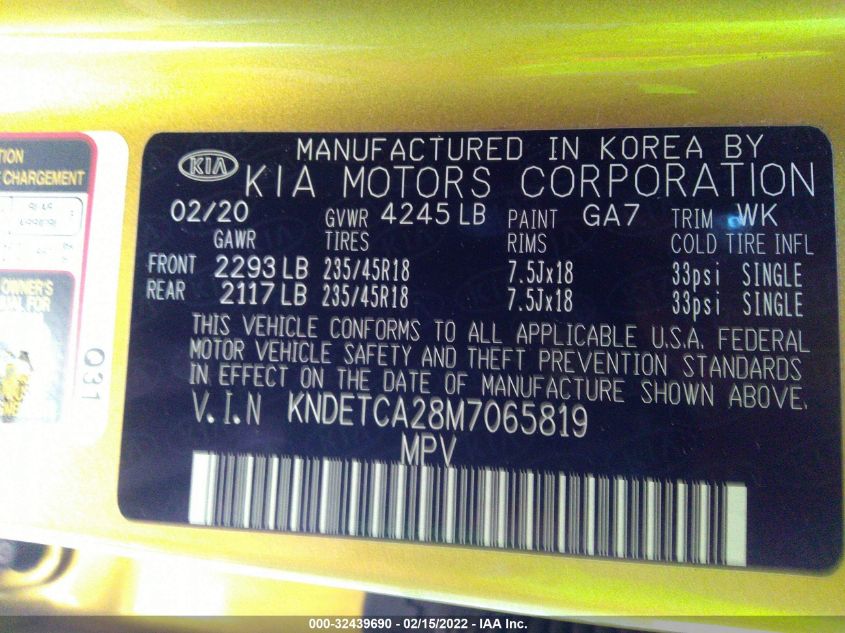 KIA
MANUFACTURED IN KOREA BY
KIA MOTORS CORPORATION
02/20 GVWR 4245 LB PAINT GA7 TRIM WK
GAWR TIRES RIMS COLD TIRE INFL
FRONT 2293 LB 235/45R18 7.5Jx18 33psi SINGLE
REAR 2117 LB 235/45R18 7.5Jx18 33psi SINGLE
THIS VEHICLE CONFORMS TO ALL APPLICABLE U.S.A. FEDERAL
MOTOR VEHICLE SAFETY AND THEFT PREVENTION STANDARDS
IN EFFECT ON THE DATE OF MANUFACTURE SHOWN ABOVE.
V.I.N KNDETCA28M7065819
MPV
CHARGEMENT
OWNER'S
FOR
Q31
000-32439690 - 02/15/2022 - IAA Inc.